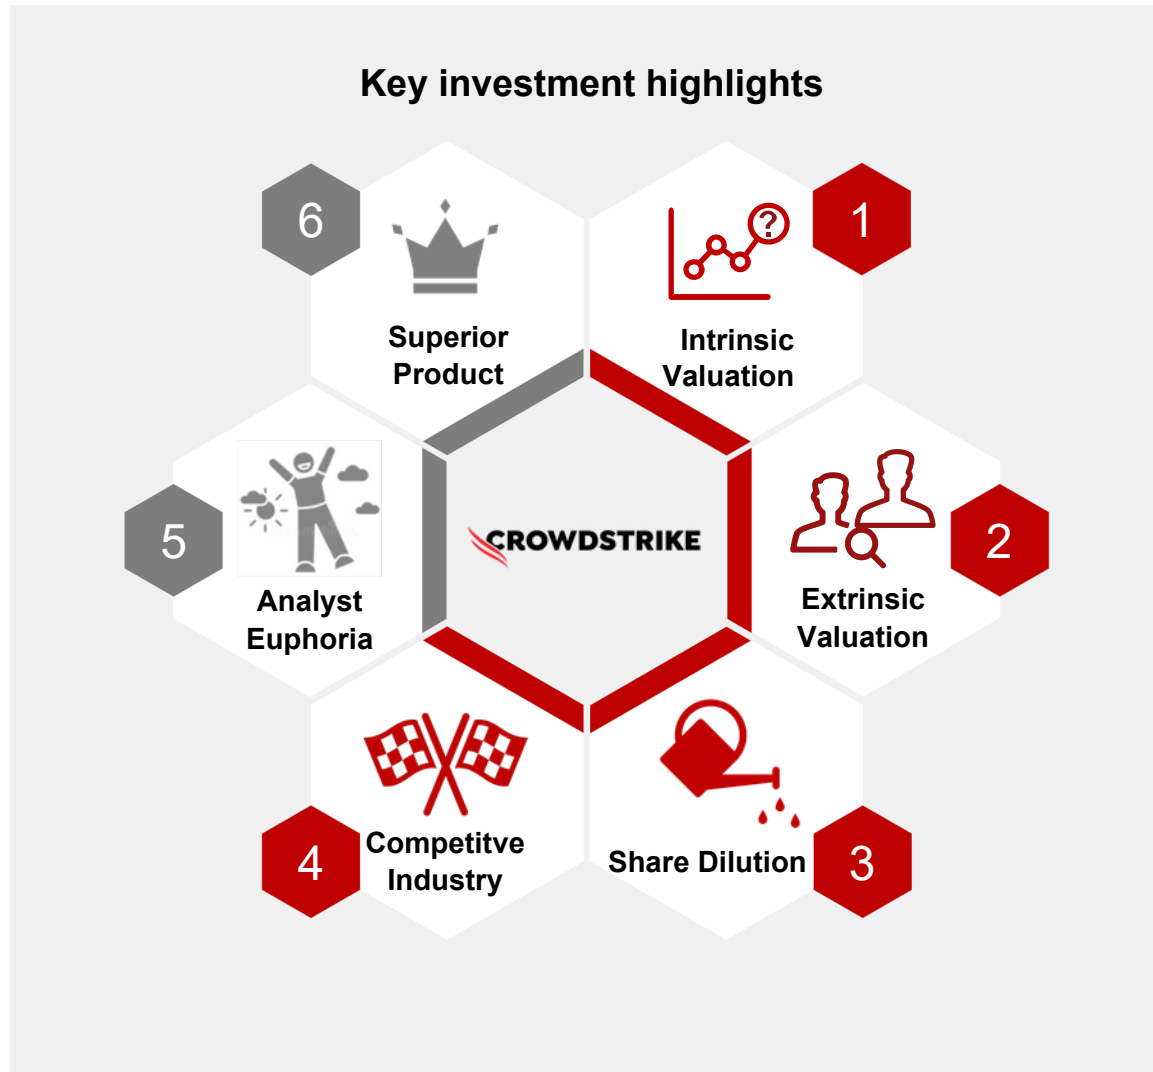 Key investment highlights
1
?
Intrinsic
Valuation
2
Extrinsic
Valuation
3
Share Dilution
4
Competitve
Industry
5
Analyst
Euphoria
6
Superior
Product
CROWDSTRIKE